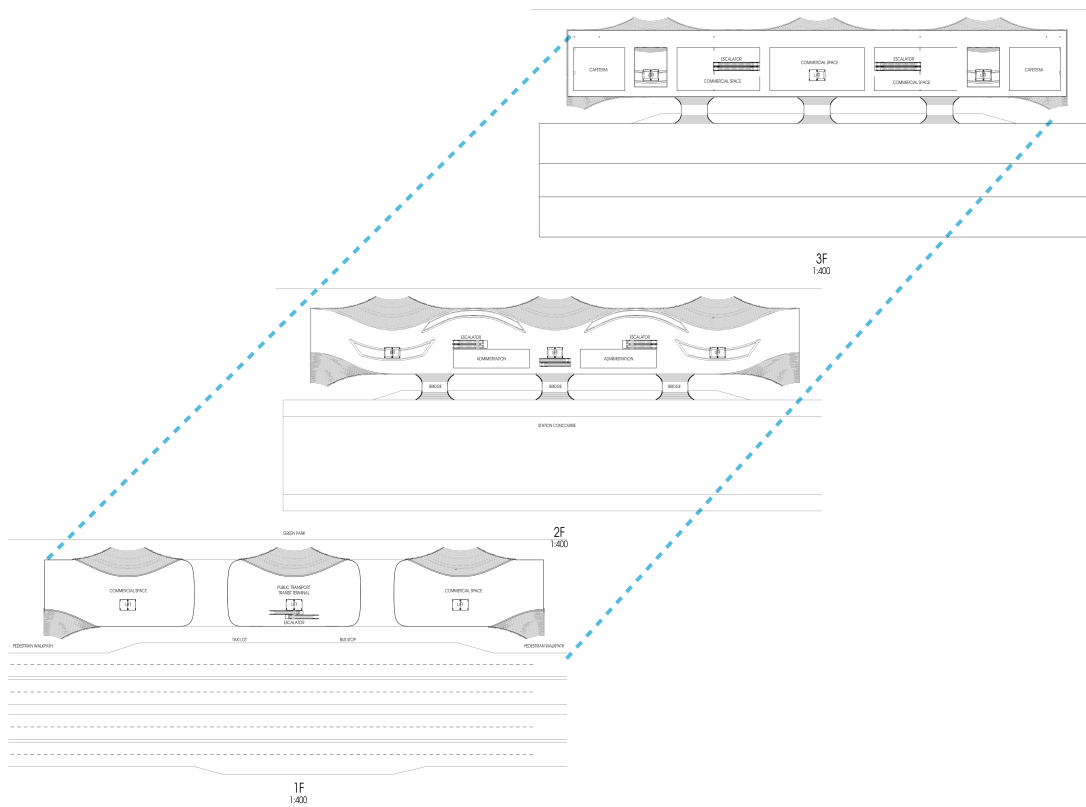 ESCALATOR
COMMERCIAL SPACE
ESCALATOR
CAFETERIA
LIFT
COMMERCIAL SPACE
LIFT
COMMERCIAL SPACE
LIFT
CAFETERIA
3F
1:400
ESCALATOR
ESCALATOR
LIFT
LIFT
LIFT
ADMINISTRATION
ADMINISTRATION
BRIDGE
BRIDGE
BRIDGE
STATION CONCOURSE
2F
1:400
GREEN PARK
COMMERCIAL SPACE
PUBLIC TRANSPORT
TRANSIT TERMINAL
COMMERCIAL SPACE
LIFT
LIFT
LIFT
ESCALATOR
PEDESTRIAN WALKPATH
TAXI LOT
BUS STOP
PEDESTRIAN WALKPATH
1F
1:400